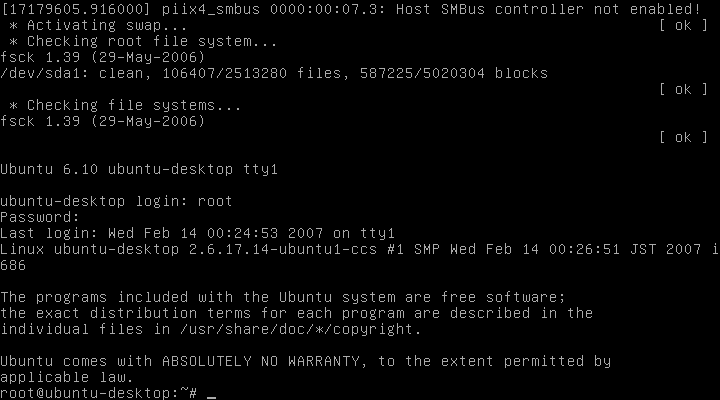 [17179605.916000] piix4_smbus 0000:00:07.3: Host SMBus controller not enabled!
 * Activating swap...                                                    [ ok ]
 * Checking root file system...
fsck 1.39 (29-May-2006)
/dev/sda1: clean, 106407/2513280 files, 587225/5020304 blocks
                                                                         [ ok ]
 * Checking file systems...
fsck 1.39 (29-May-2006)
                                                                         [ ok ]
Ubuntu 6.10 ubuntu-desktop tty1
ubuntu-desktop login: root
Password:
Last login: Wed Feb 14 00:24:53 2007 on tty1
Linux ubuntu-desktop 2.6.17.14-ubuntu1-ccs #1 SMP Wed Feb 14 00:26:51 JST 2007 i
686
The programs included with the Ubuntu system are free software;
the exact distribution terms for each program are described in the
individual files in /usr/share/doc/*/copyright.
Ubuntu comes with ABSOLUTELY NO WARRANTY, to the extent permitted by
applicable law.
root@ubuntu-desktop:~# _